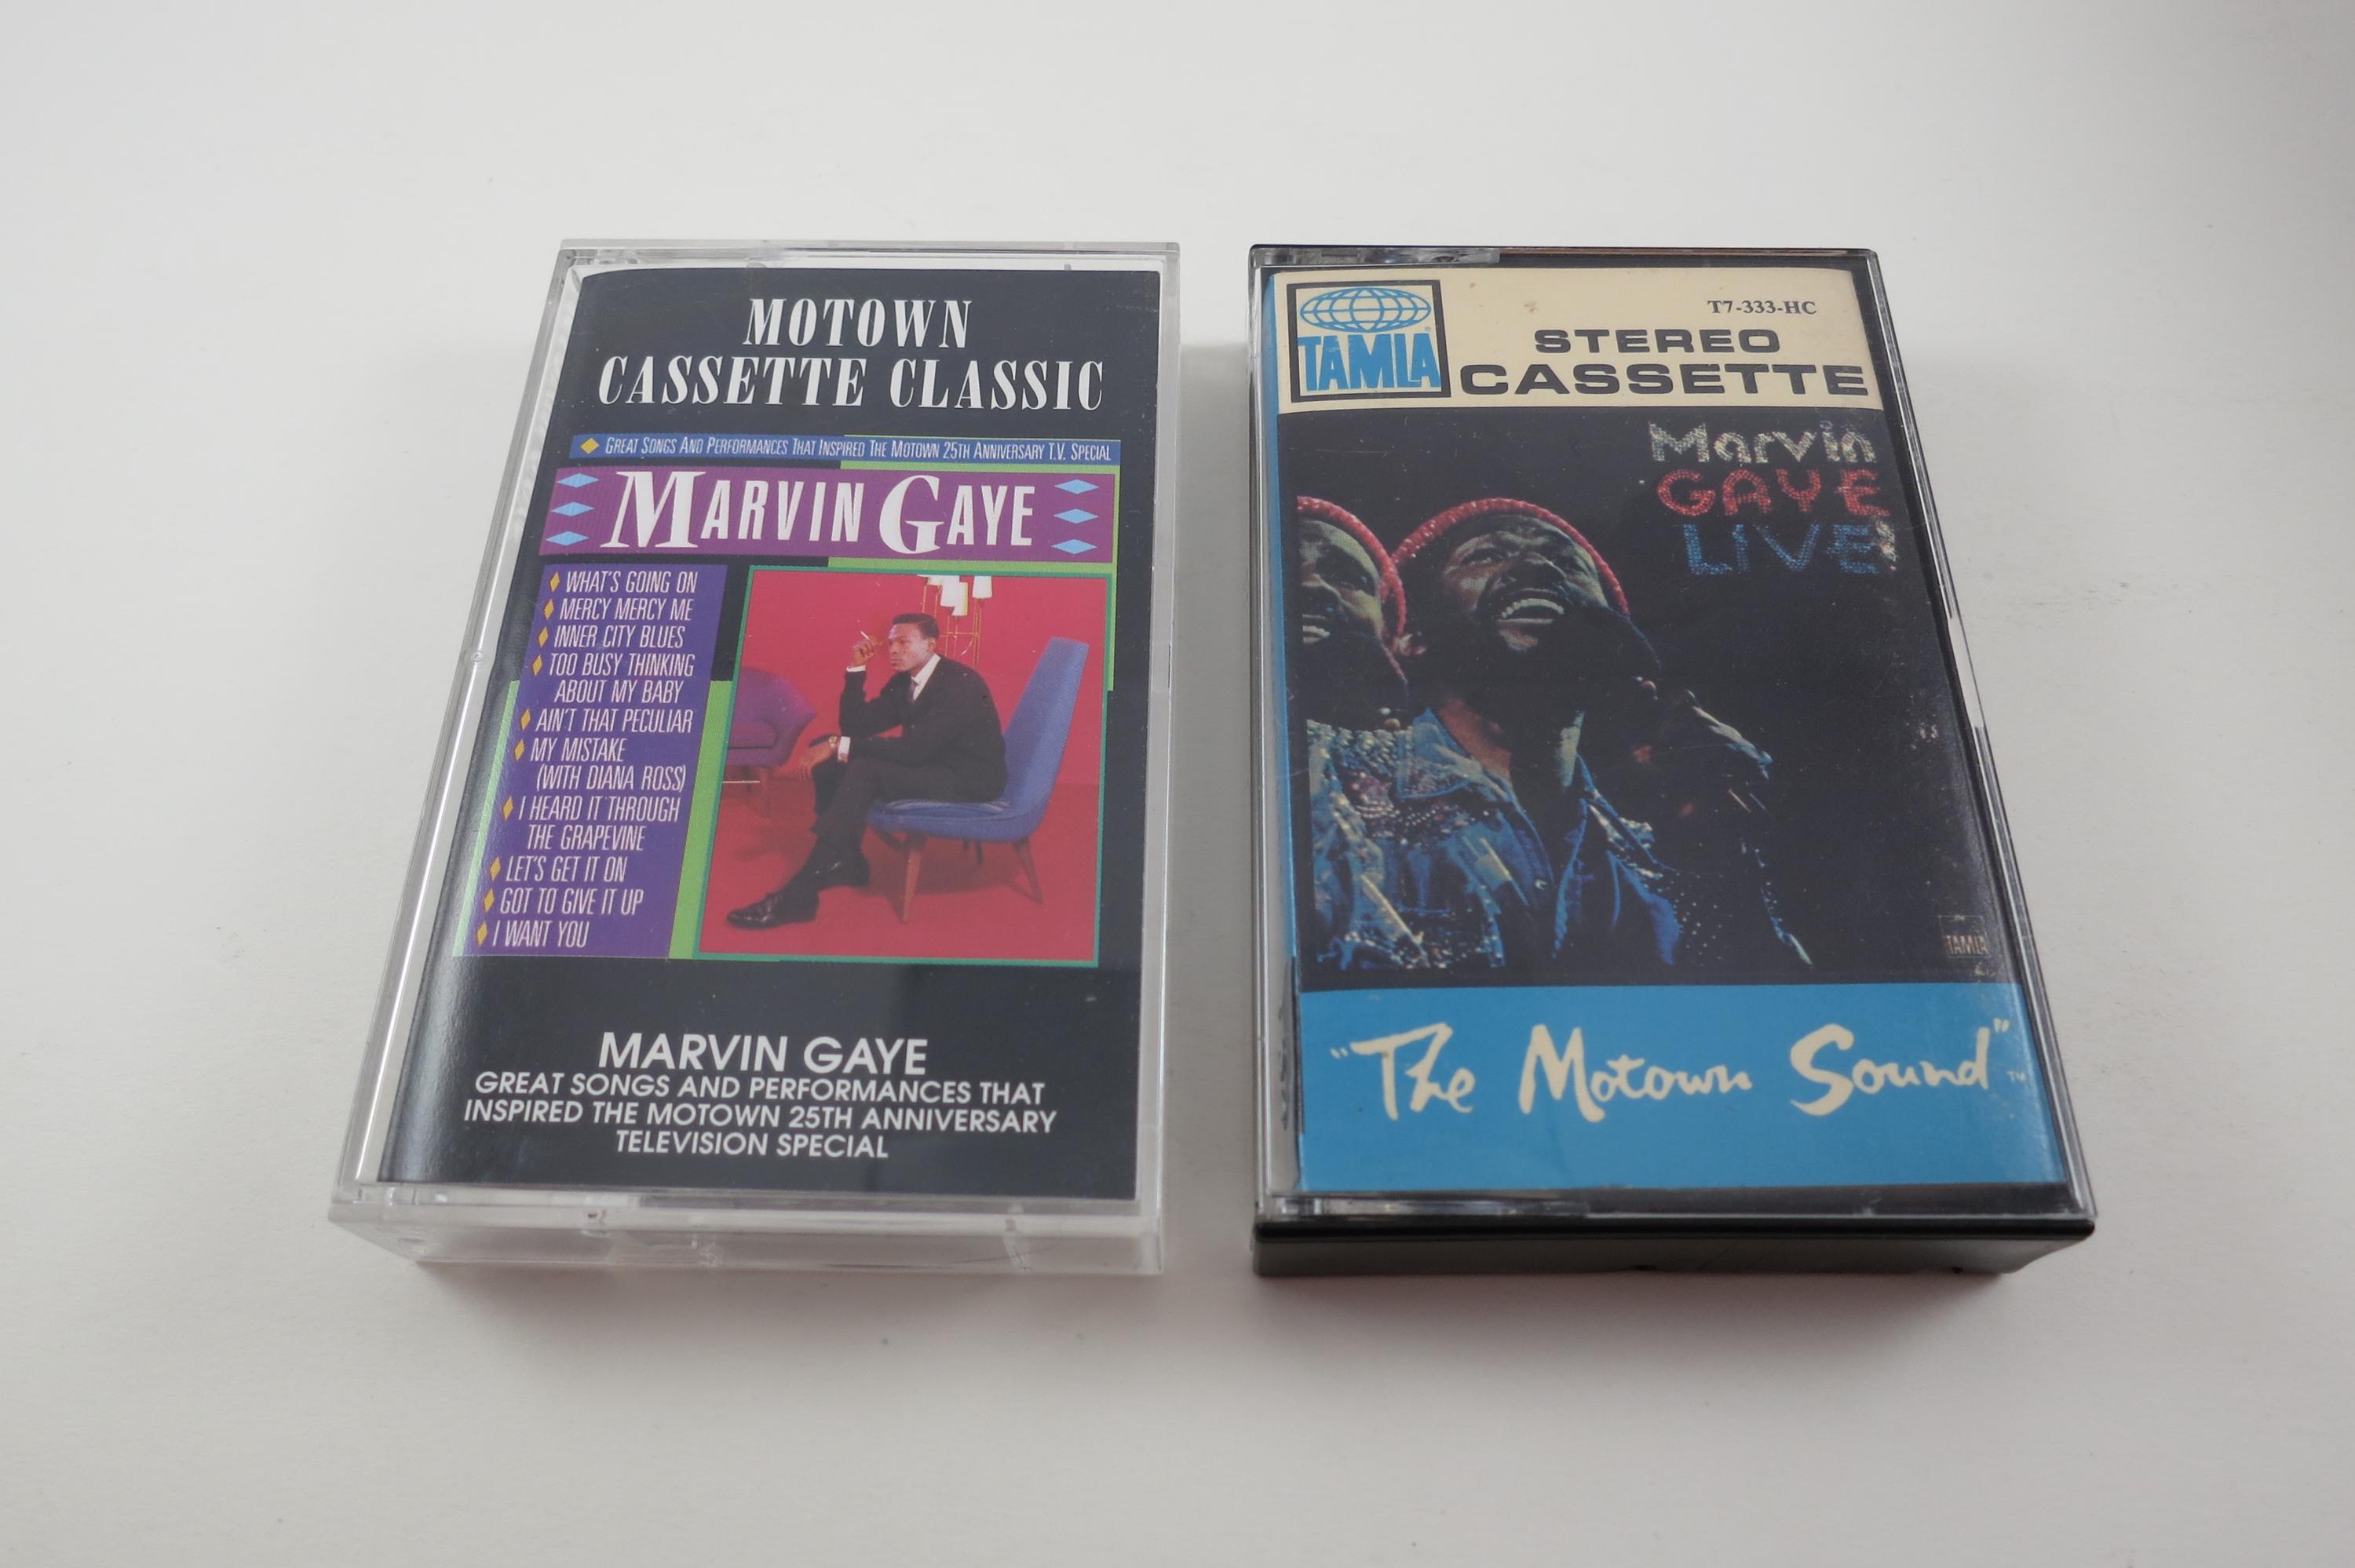 MOTOWN
CASSETTE CLASSIC
GREAT SONGS AND PERFORMANCES THAT INSPIRED THE MOTOWN 25TH ANNIVERSARY T.V. SPECIAL
MARVIN GAYE
WHAT'S GOING ON
MERCY MERCY ME
INNER CITY BLUES
TOO BUSY THINKING
ABOUT MY BABY
AIN'T THAT PECULIAR
MY MISTAKE
(WITH DIANA ROSS)
I HEARD IT THROUGH
THE GRAPEVINE
LET'S GET IT ON
GOT TO GIVE IT UP
I WANT YOU
MARVIN GAYE
GREAT SONGS AND PERFORMANCES THAT
INSPIRED THE MOTOWN 25TH ANNIVERSARY
TELEVISION SPECIAL
TAMLA
T7-333-HC
STEREO
CASSETTE
Marvin
GAYE
LIVE!
TAMLA
"The Motown Sound"™